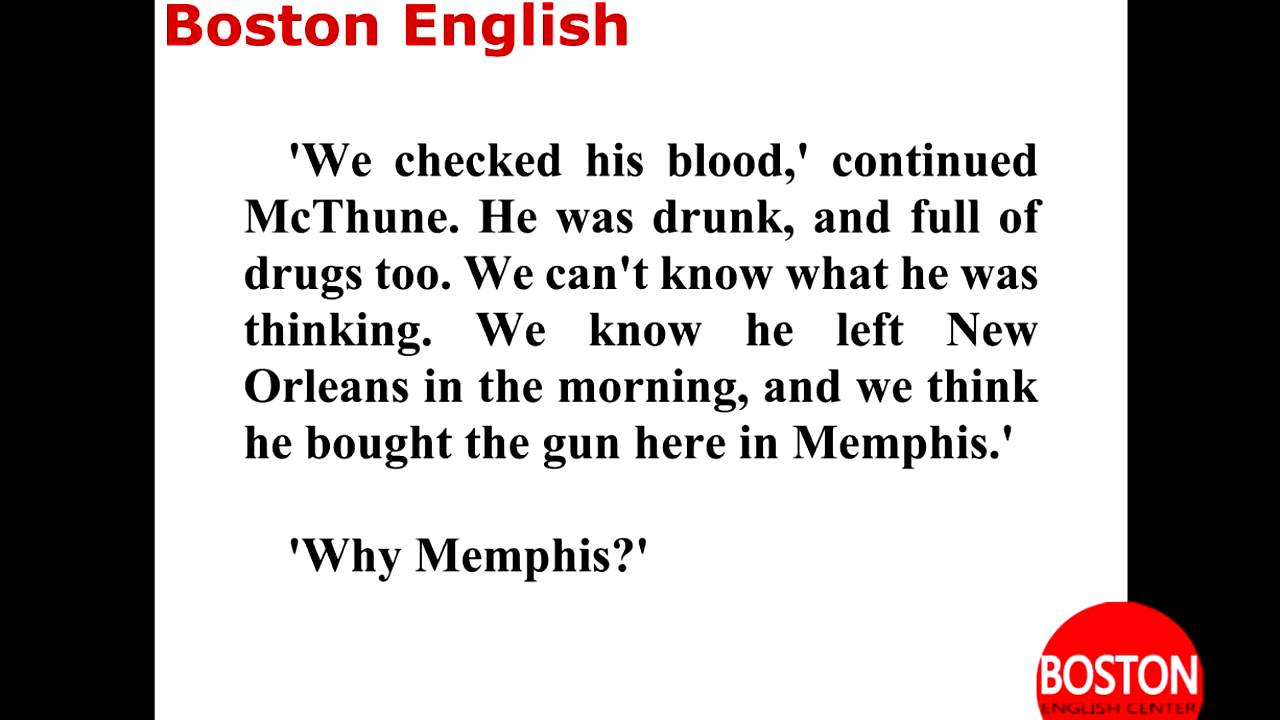 Boston English
'We checked his blood,' continued
McThune. He was drunk, and full of
drugs too. We can't know what he was
thinking. We know he left New
Orleans in the morning, and we think
he bought the gun here in Memphis.'
'Why Memphis?'
BOSTON
ENGLISH CENTER